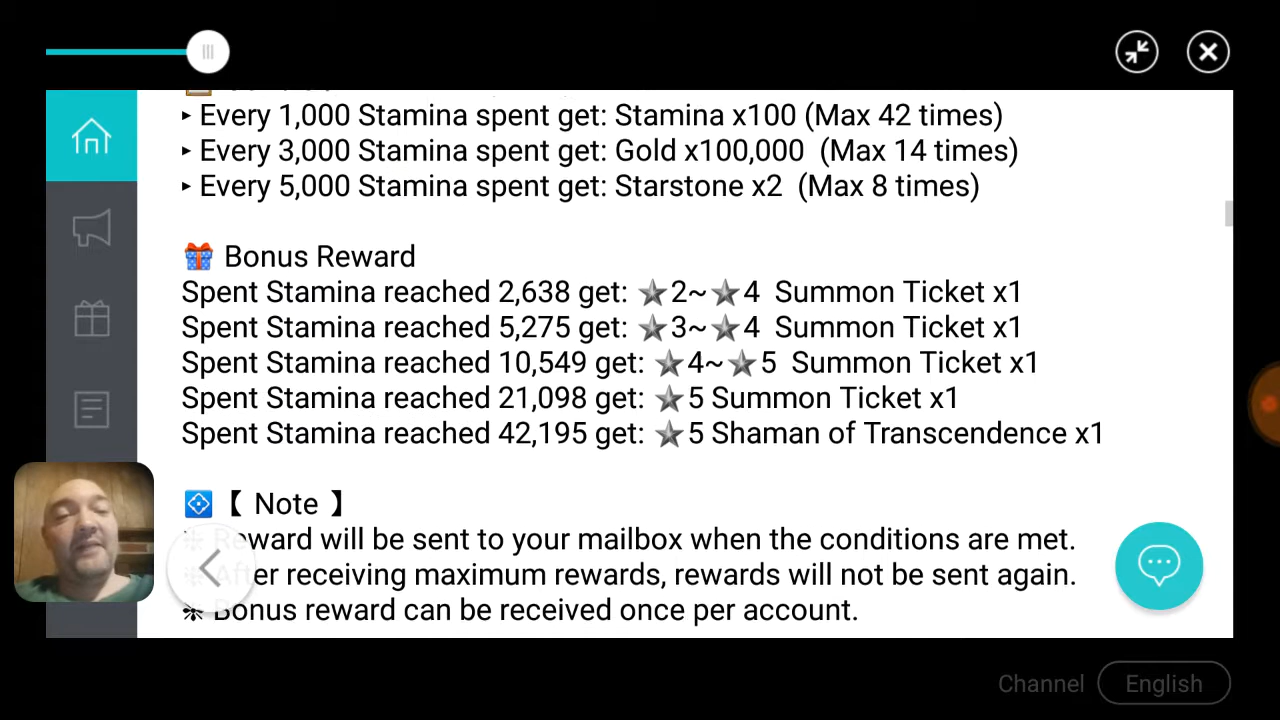 ‣ Every 1,000 Stamina spent get: Stamina x100 (Max 42 times)
‣ Every 3,000 Stamina spent get: Gold x100,000 (Max 14 times)
‣ Every 5,000 Stamina spent get: Starstone x2 (Max 8 times)
🎁 Bonus Reward
Spent Stamina reached 2,638 get: ★2~★4 Summon Ticket x1
Spent Stamina reached 5,275 get: ★3~★4 Summon Ticket x1
Spent Stamina reached 10,549 get: ★4~★5 Summon Ticket x1
Spent Stamina reached 21,098 get: ★5 Summon Ticket x1
Spent Stamina reached 42,195 get: ★5 Shaman of Transcendence x1
💠【 Note 】
❈ Reward will be sent to your mailbox when the conditions are met.
❈ After receiving maximum rewards, rewards will not be sent again.
❈ Bonus reward can be received once per account.
Channel English